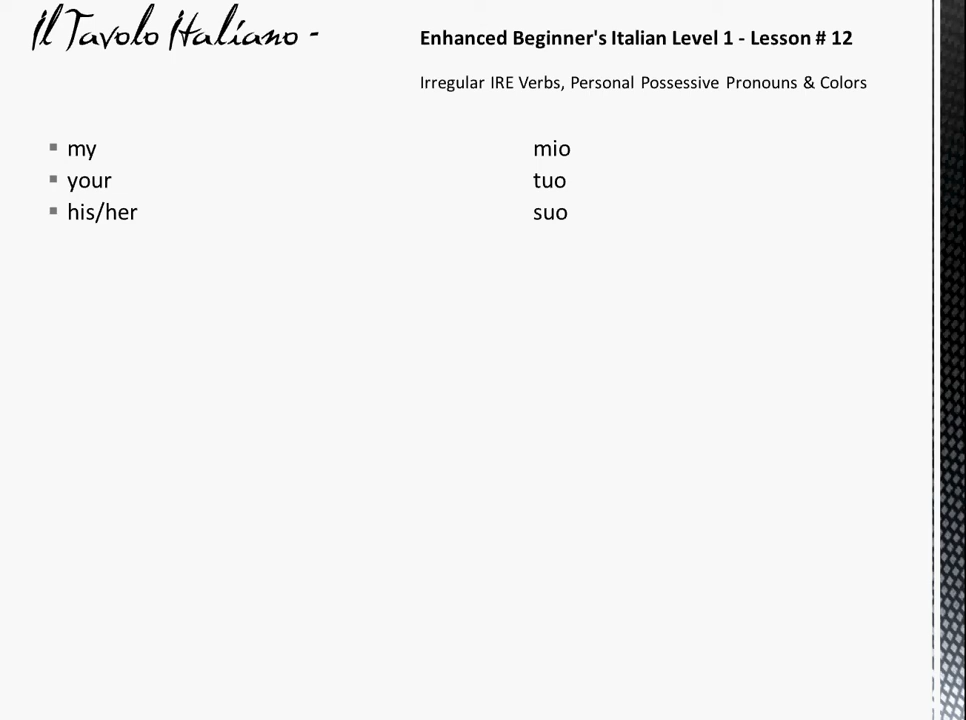 Il Tavolo Italiano -
Enhanced Beginner's Italian Level 1 - Lesson # 12
Irregular IRE Verbs, Personal Possessive Pronouns & Colors
my mio
your tuo
his/her suo